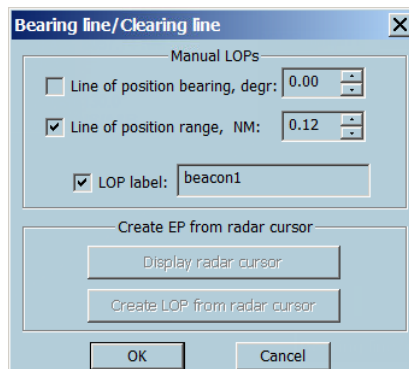 Bearing line/Clearing line
Manual LOPs
Line of position bearing, degr: 0.00
Line of position range, NM: 0.12
LOP label: beacon1
Create EP from radar cursor
Display radar cursor
Create LOP from radar cursor
OK Cancel